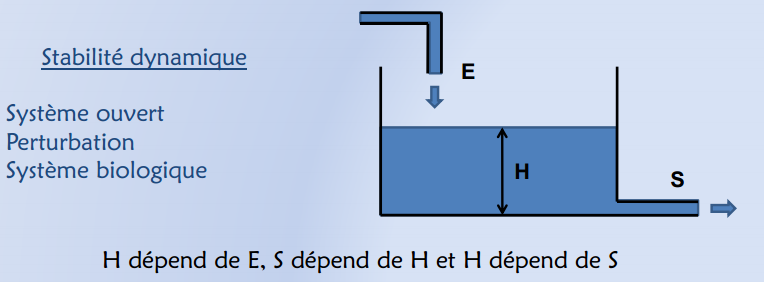 Stabilité dynamique
Système ouvert
Perturbation
Système biologique
E
H
S
H dépend de E, S dépend de H et H dépend de S